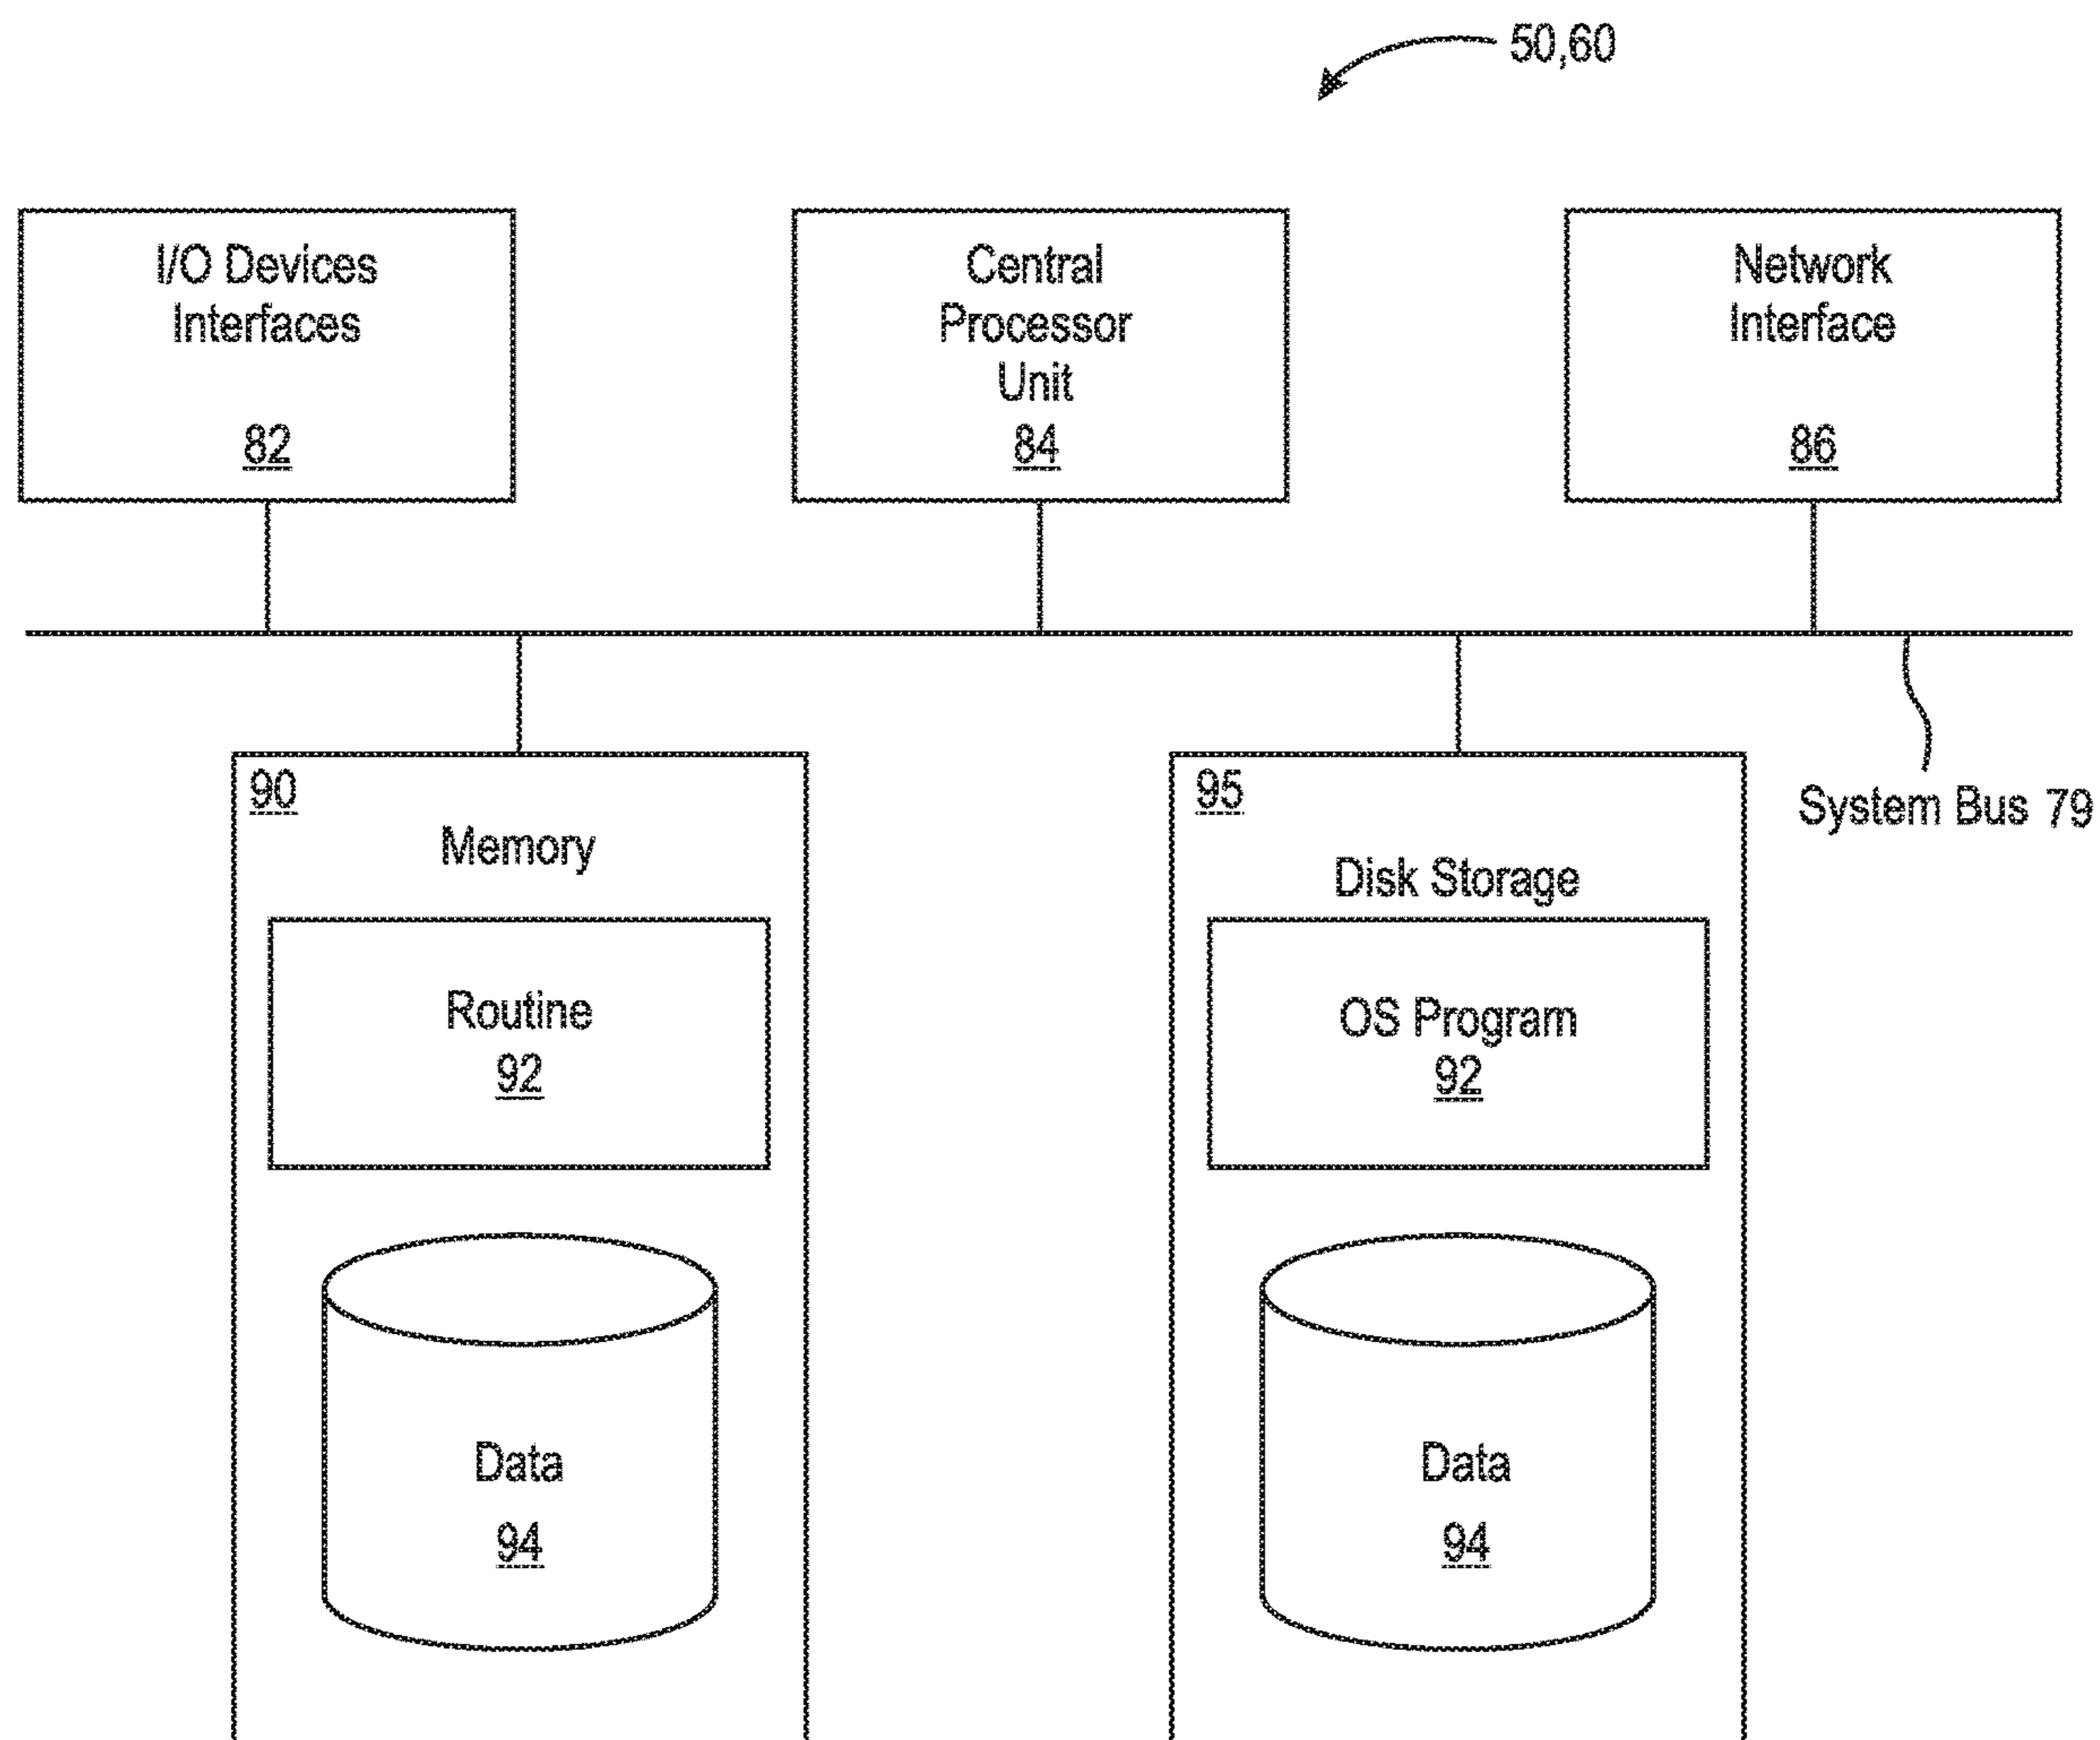 50,60
I/O Devices
Interfaces
82
Central
Processor
Unit
84
Network
Interface
86
System Bus 79
90
Memory
Routine
92
Data
94
95
Disk Storage
OS Program
92
Data
94